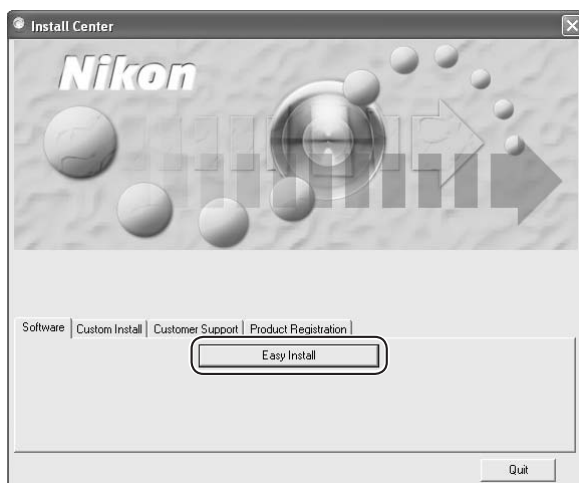 Install Center
Nikon
Software
Custom Install
Customer Support
Product Registration
Easy Install
Quit